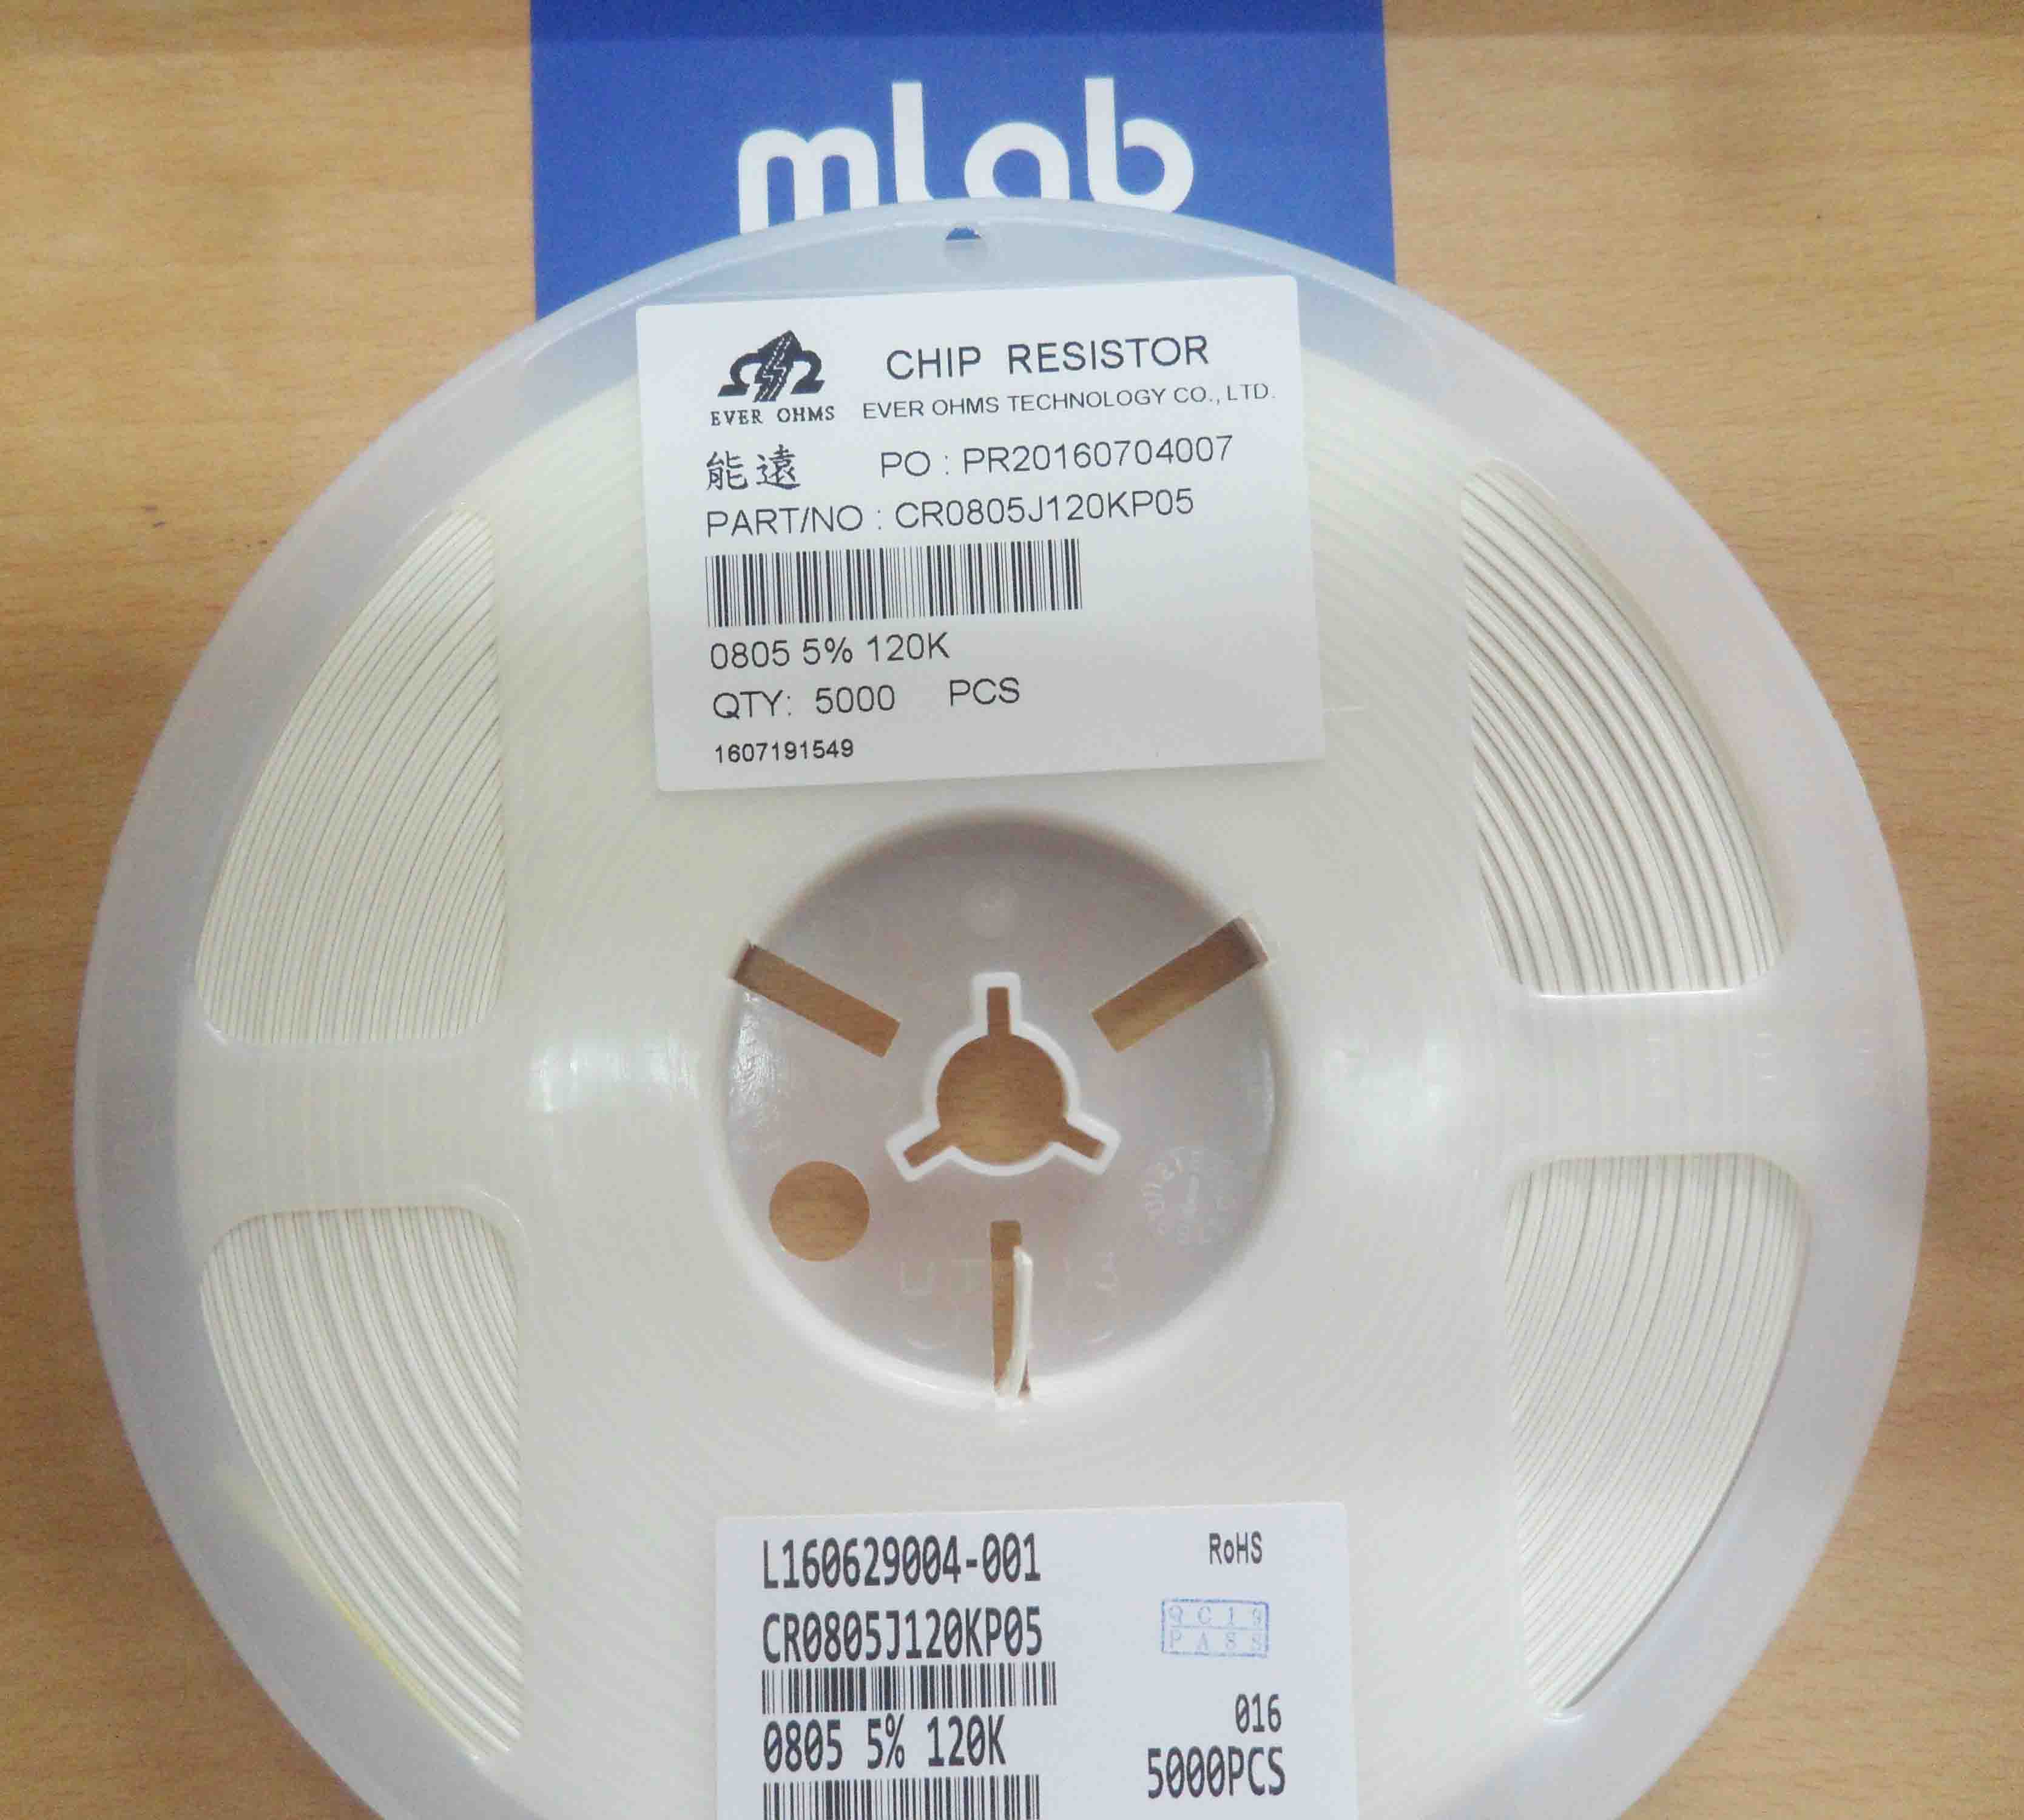 mlab
CHIP RESISTOR
EVER OHMS
EVER OHMS TECHNOLOGY CO., LTD.
能遠
PO : PR20160704007
PART/NO : CR0805J120KP05
0805 5% 120K
QTY: 5000 PCS
1607191549
L160629004-001
RoHS
CR0805J120KP05
QC19
PASS
0805 5% 120K
016
5000PCS